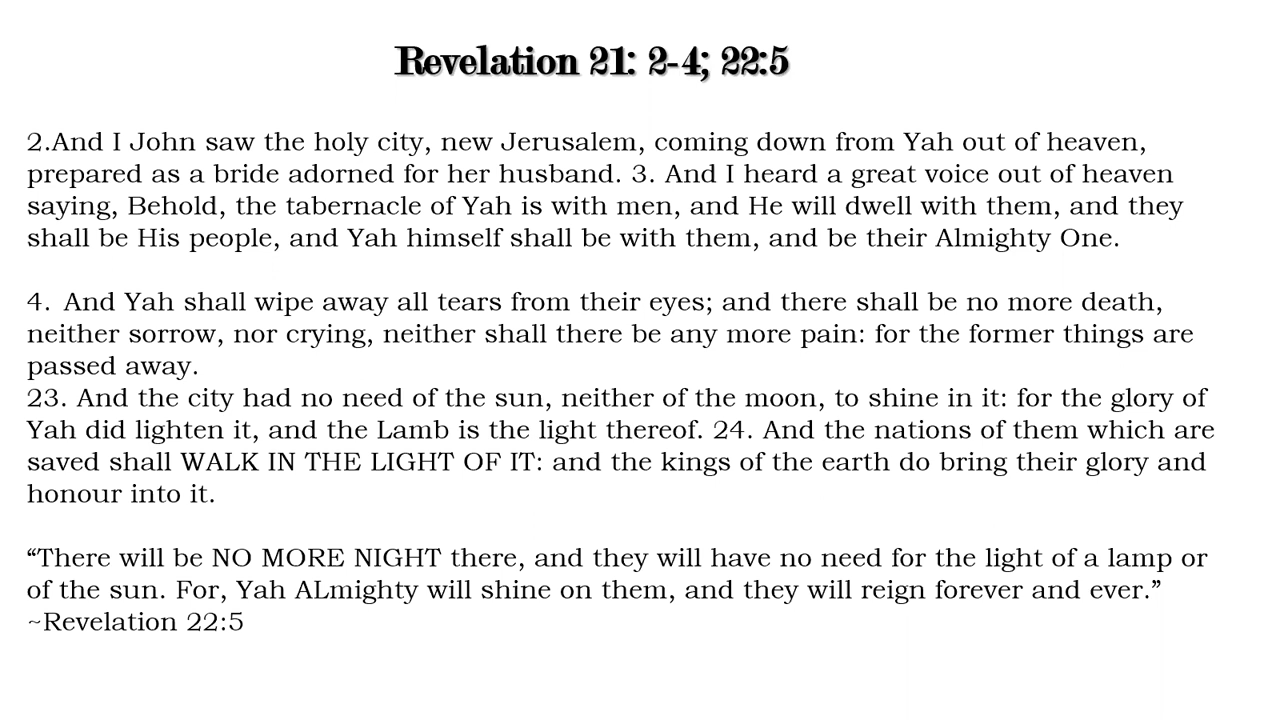 Revelation 21: 2-4; 22:5
2.And I John saw the holy city, new Jerusalem, coming down from Yah out of heaven,
prepared as a bride adorned for her husband. 3. And I heard a great voice out of heaven
saying, Behold, the tabernacle of Yah is with men, and He will dwell with them, and they
shall be His people, and Yah himself shall be with them, and be their Almighty One.
4. And Yah shall wipe away all tears from their eyes; and there shall be no more death,
neither sorrow, nor crying, neither shall there be any more pain: for the former things are
passed away.
23. And the city had no need of the sun, neither of the moon, to shine in it: for the glory of
Yah did lighten it, and the Lamb is the light thereof. 24. And the nations of them which are
saved shall WALK IN THE LIGHT OF IT: and the kings of the earth do bring their glory and
honour into it.
“There will be NO MORE NIGHT there, and they will have no need for the light of a lamp or
of the sun. For, Yah ALmighty will shine on them, and they will reign forever and ever.”
~Revelation 22:5